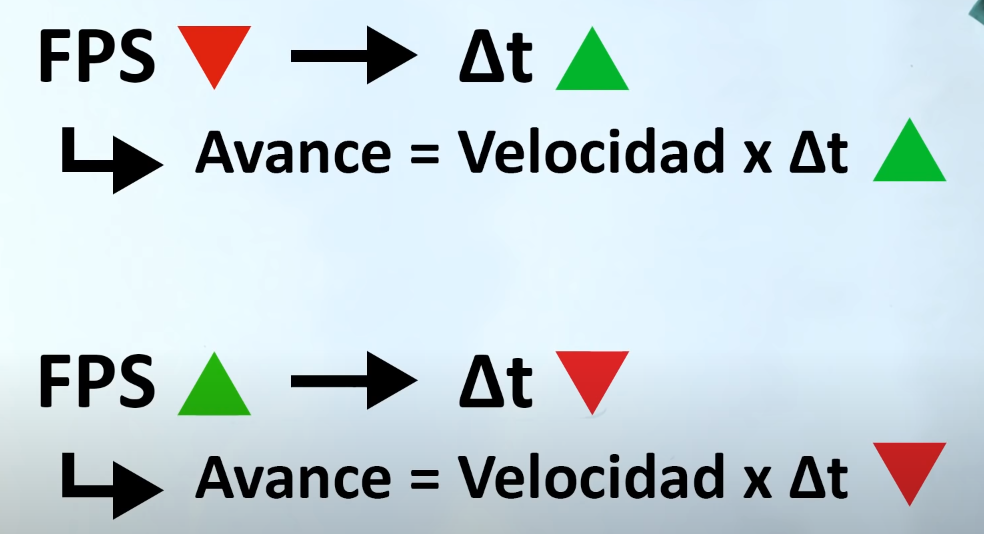 FPS Δt
Avance = Velocidad x Δt
FPS Δt
Avance = Velocidad x Δt